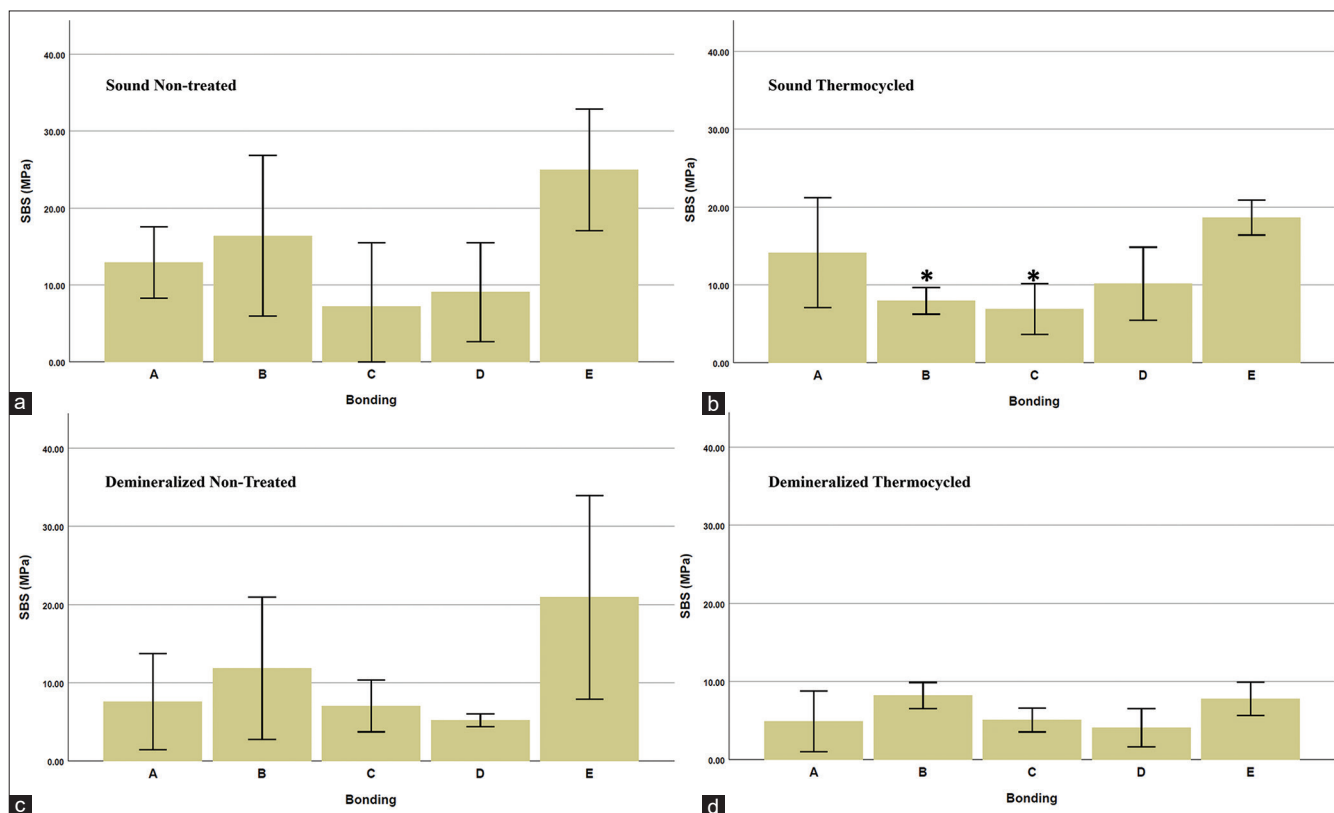 40.00
Sound Non-treated
30.00
SBS (MPa)
20.00
10.00
0.00
A B C D E
Bonding
a
40.00
Sound Thermocycled
30.00
SBS (MPa)
20.00
* *
10.00
0.00
A B C D E
Bonding
b
40.00
Demineralized Non-Treated
30.00
SBS (MPa)
20.00
10.00
0.00
A B C D E
Bonding
c
40.00
Demineralized Thermocycled
30.00
SBS (MPa)
20.00
10.00
0.00
A B C D E
Bonding
d